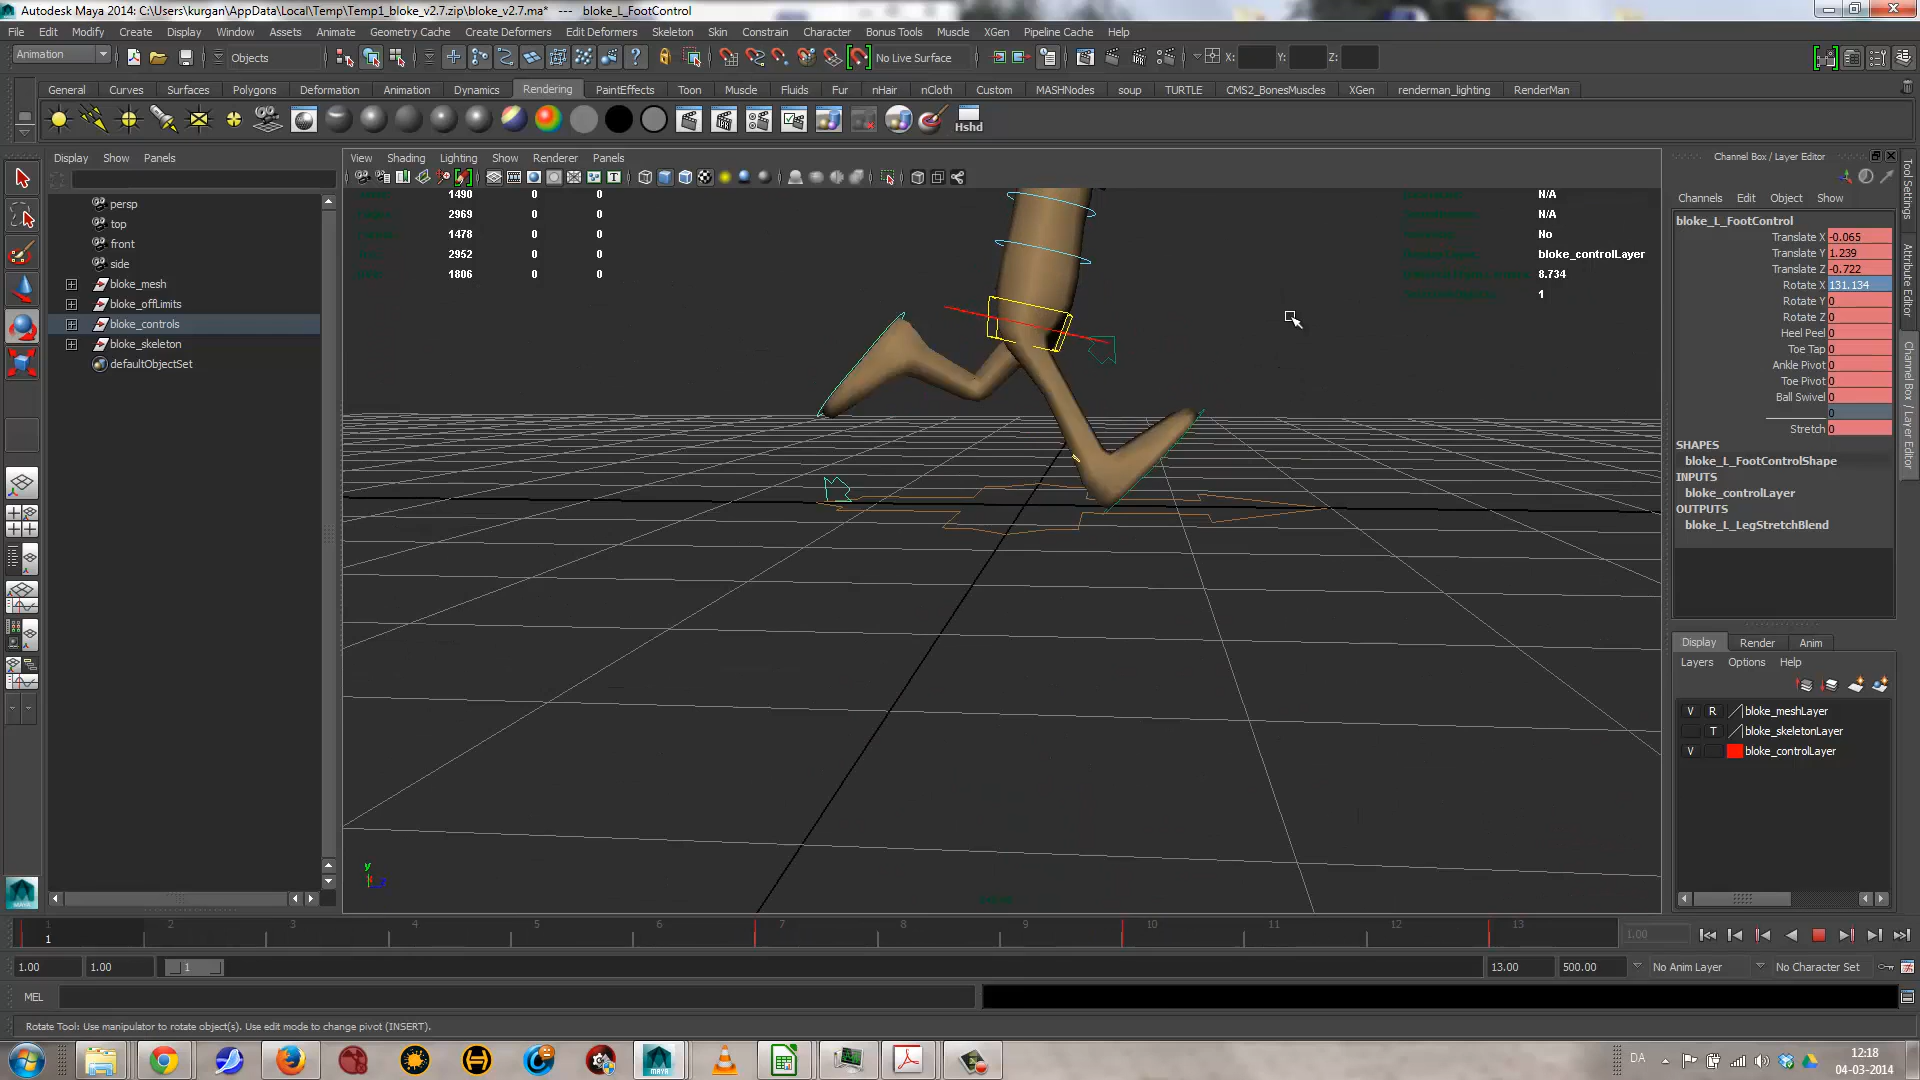 Autodesk Maya 2014: C:\Users\kurgan\AppData\Local\Temp\Temp1_bloke_v2.7.zip\bloke_v2.7.ma* --- bloke_L_FootControl
File Edit Modify Create Display Window Assets Animate Geometry Cache Create Deformers Edit Deformers Skeleton Skin Constrain Character Bonus Tools Muscle XGen Pipeline Cache Help
Animation Objects No Live Surface X: Y: Z:
General Curves Surfaces Polygons Deformation Animation Dynamics Rendering PaintEffects Toon Muscle Fluids Fur nHair nCloth Custom MASHNodes soup TURTLE CMS2_BonesMuscles XGen renderman_lighting RenderMan
Hshd
Display Show Panels
persp
top
front
side
bloke_mesh
bloke_offLimits
bloke_controls
bloke_skeleton
defaultObjectSet
View Shading Lighting Show Renderer Panels
1490 0 0 N/A
2969 0 0 N/A
1478 0 0 No
2952 0 0 bloke_controlLayer
1806 0 0 8.734
1
y
Channel Box / Layer Editor
Channels Edit Object Show
bloke_L_FootControl
Translate X -0.065
Translate Y 1.239
Translate Z -0.722
Rotate X 131.134
Rotate Y 0
Rotate Z 0
Heel Peel 0
Toe Tap 0
Ankle Pivot 0
Toe Pivot 0
Ball Swivel 0
0
Stretch 0
SHAPES
bloke_L_FootControlShape
INPUTS
bloke_controlLayer
OUTPUTS
bloke_L_LegStretchBlend
Display Render Anim
Layers Options Help
V R bloke_meshLayer
T bloke_skeletonLayer
V bloke_controlLayer
Tool Settings
Attribute Editor
Channel Box / Layer Editor
1 2 3 4 5 6 7 8 9 10 11 12 13
1 1.00
1.00 1.00 1 13.00 500.00 No Anim Layer No Character Set
MEL
Rotate Tool: Use manipulator to rotate object(s). Use edit mode to change pivot (INSERT).
MAYA
DA 12:18
04-03-2014